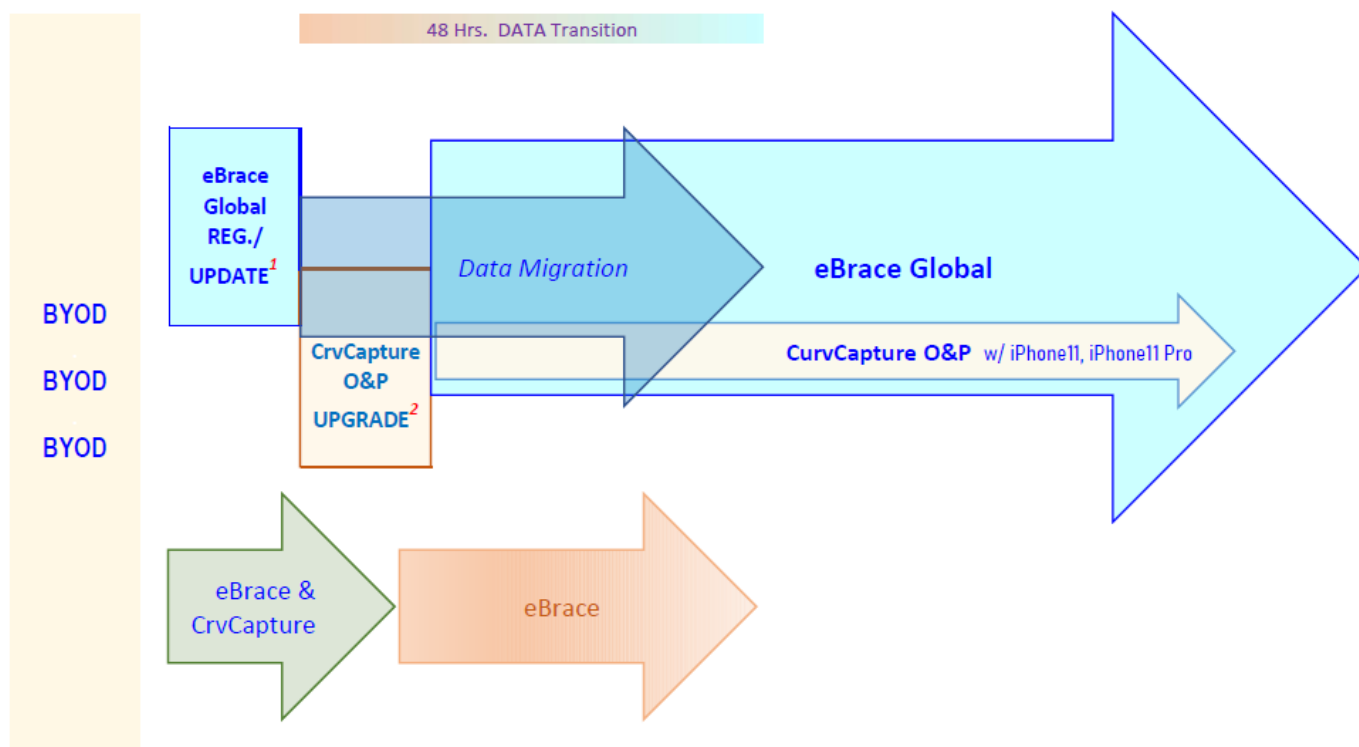 48 Hrs.  DATA Transition
eBrace
Global
REG./
UPDATE1
Data Migration
eBrace Global
BYOD
BYOD
BYOD
CrvCapture
O&P
UPGRADE2
CurvCapture O&P w/ iPhone11, iPhone11 Pro
eBrace &
CrvCapture
eBrace